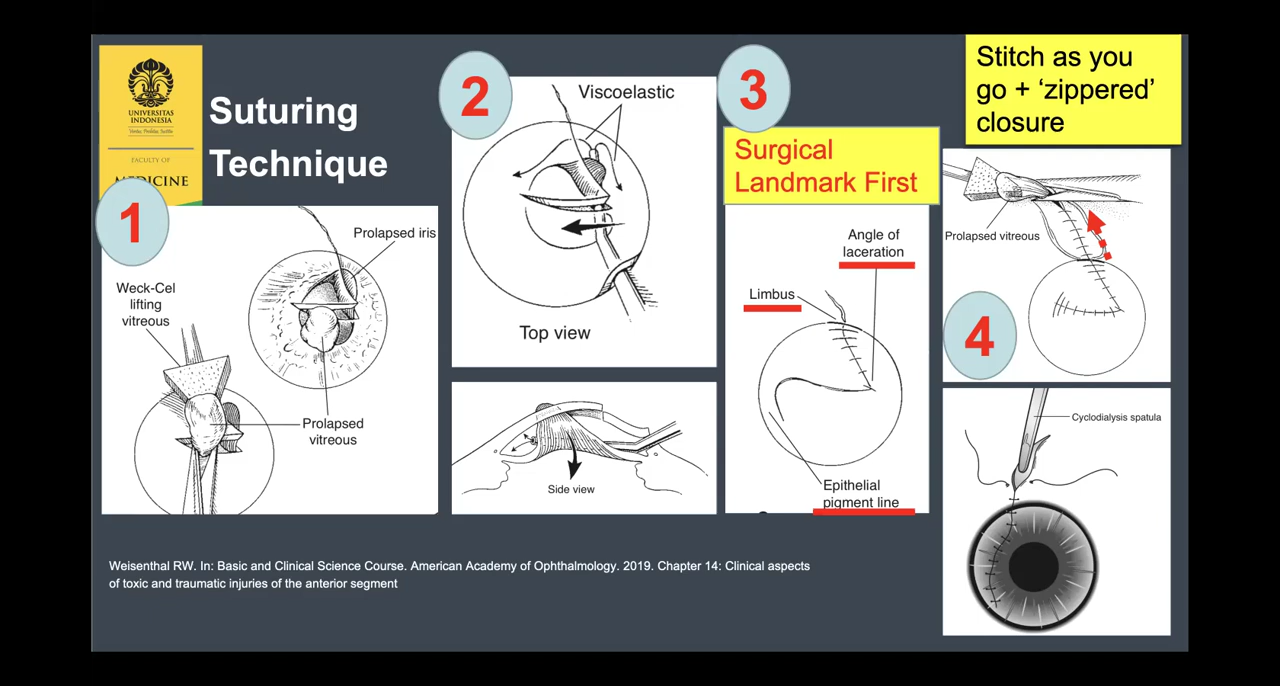 UNIVERSITAS
INDONESIA
Veritas, Probitas, Iustitia
FACULTY OF
MEDICINE
Suturing
Technique
1
Prolapsed iris
Weck-Cel
lifting
vitreous
Prolapsed
vitreous
2
Viscoelastic
Top view
Side view
3
Surgical
Landmark First
Angle of
laceration
Limbus
Epithelial
pigment line
Stitch as you
go + ‘zippered’
closure
Prolapsed vitreous
4
Cyclodialysis spatula
Weisenthal RW. In: Basic and Clinical Science Course. American Academy of Ophthalmology. 2019. Chapter 14: Clinical aspects
of toxic and traumatic injuries of the anterior segment